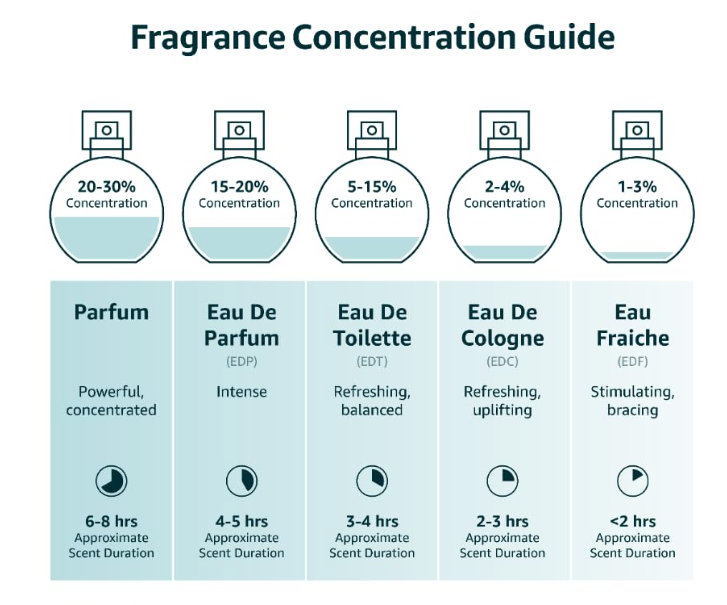 Fragrance Concentration Guide
20-30%
Concentration
15-20%
Concentration
5-15%
Concentration
2-4%
Concentration
1-3%
Concentration
Parfum
Powerful,
concentrated
6-8 hrs
Approximate
Scent Duration
Eau De
Parfum
(EDP)
Intense
4-5 hrs
Approximate
Scent Duration
Eau De
Toilette
(EDT)
Refreshing,
balanced
3-4 hrs
Approximate
Scent Duration
Eau De
Cologne
(EDC)
Refreshing,
uplifting
2-3 hrs
Approximate
Scent Duration
Eau
Fraiche
(EDF)
Stimulating,
bracing
<2 hrs
Approximate
Scent Duration